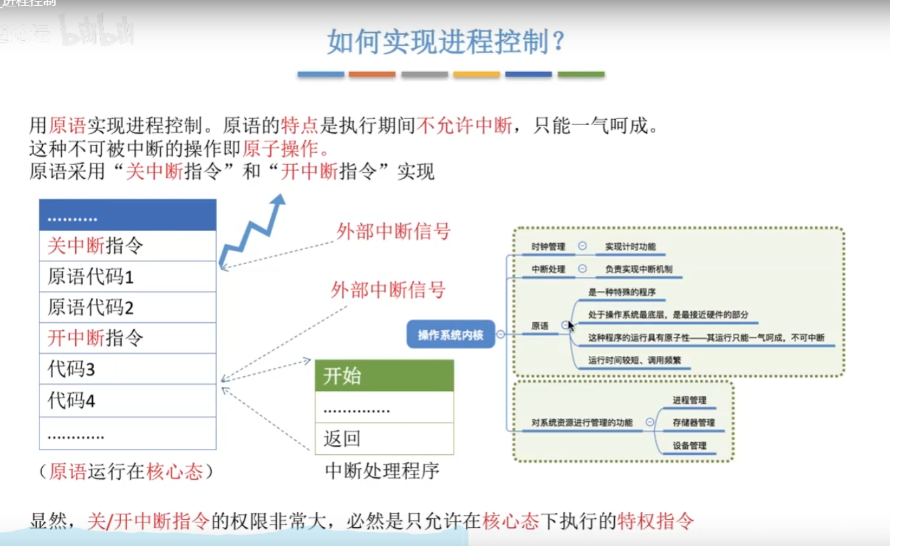 进程控制
bilibili
如何实现进程控制？
用原语实现进程控制。原语的特点是执行期间不允许中断，只能一气呵成。
这种不可被中断的操作即原子操作。
原语采用“关中断指令”和“开中断指令”实现
..........
关中断指令
原语代码1
原语代码2
开中断指令
代码3
代码4
............
（原语运行在核心态）
外部中断信号
外部中断信号
开始
..............
返回
中断处理程序
操作系统内核
时钟管理
实现计时功能
中断处理
负责实现中断机制
原语
是一种特殊的程序
处于操作系统最底层，是最接近硬件的部分
这种程序的运行具有原子性——其运行只能一气呵成，不可中断
运行时间较短、调用频繁
对系统资源进行管理的功能
进程管理
存储器管理
设备管理
显然，关/开中断指令的权限非常大，必然是只允许在核心态下执行的特权指令